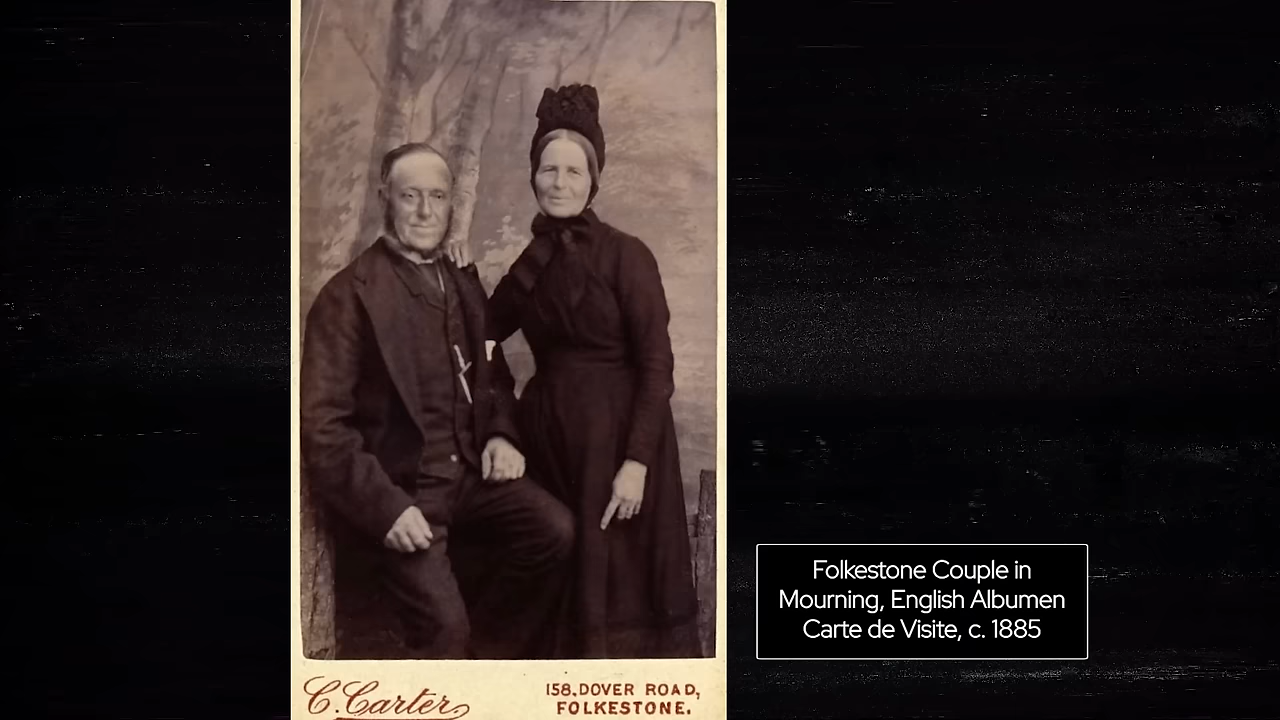 Folkestone Couple in
Mourning, English Albumen
Carte de Visite, c. 1885
C. Carter
158, DOVER ROAD,
FOLKESTONE.